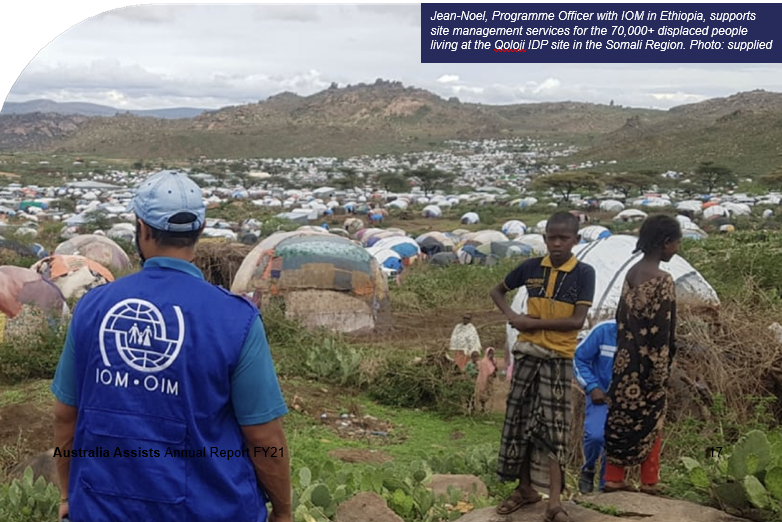 Jean-Noel, Programme Officer with IOM in Ethiopia, supports
site management services for the 70,000+ displaced people
living at the Qoloji IDP site in the Somali Region. Photo: supplied
IOM • OIM
Australia Assists Annual Report FY21
17